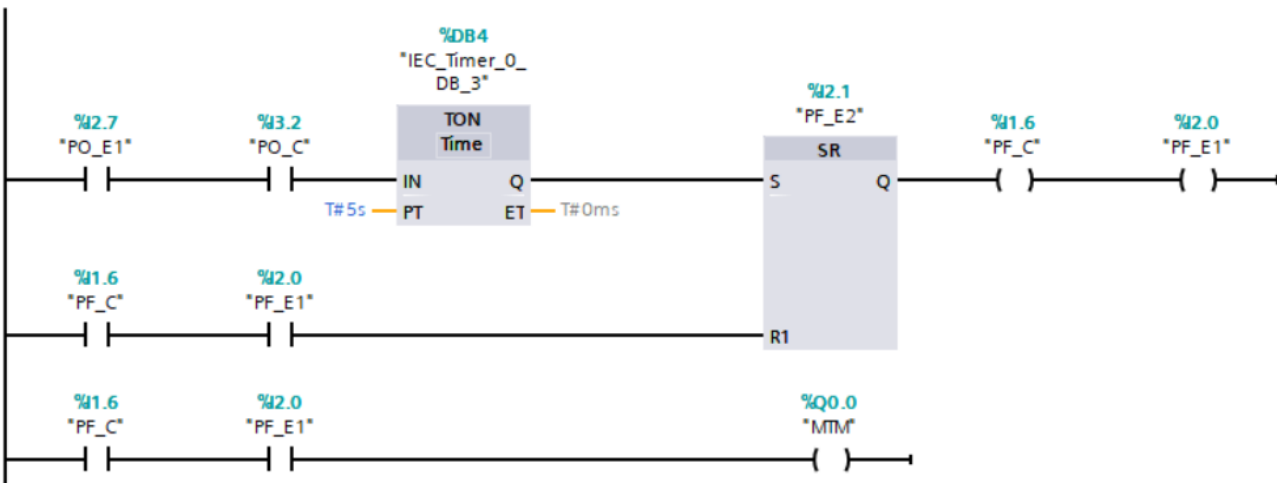 %DB4
"IEC_Timer_0_
DB_3"
%I2.7
"PO_E1"
%I3.2
"PO_C"
TON
Time
IN
Q
T#5s
PT
ET
T#0ms
%I2.1
"PF_E2"
SR
S
Q
R1
%I1.6
"PF_C"
%I2.0
"PF_E1"
%I1.6
"PF_C"
%I2.0
"PF_E1"
%I1.6
"PF_C"
%I2.0
"PF_E1"
%Q0.0
"MTM"